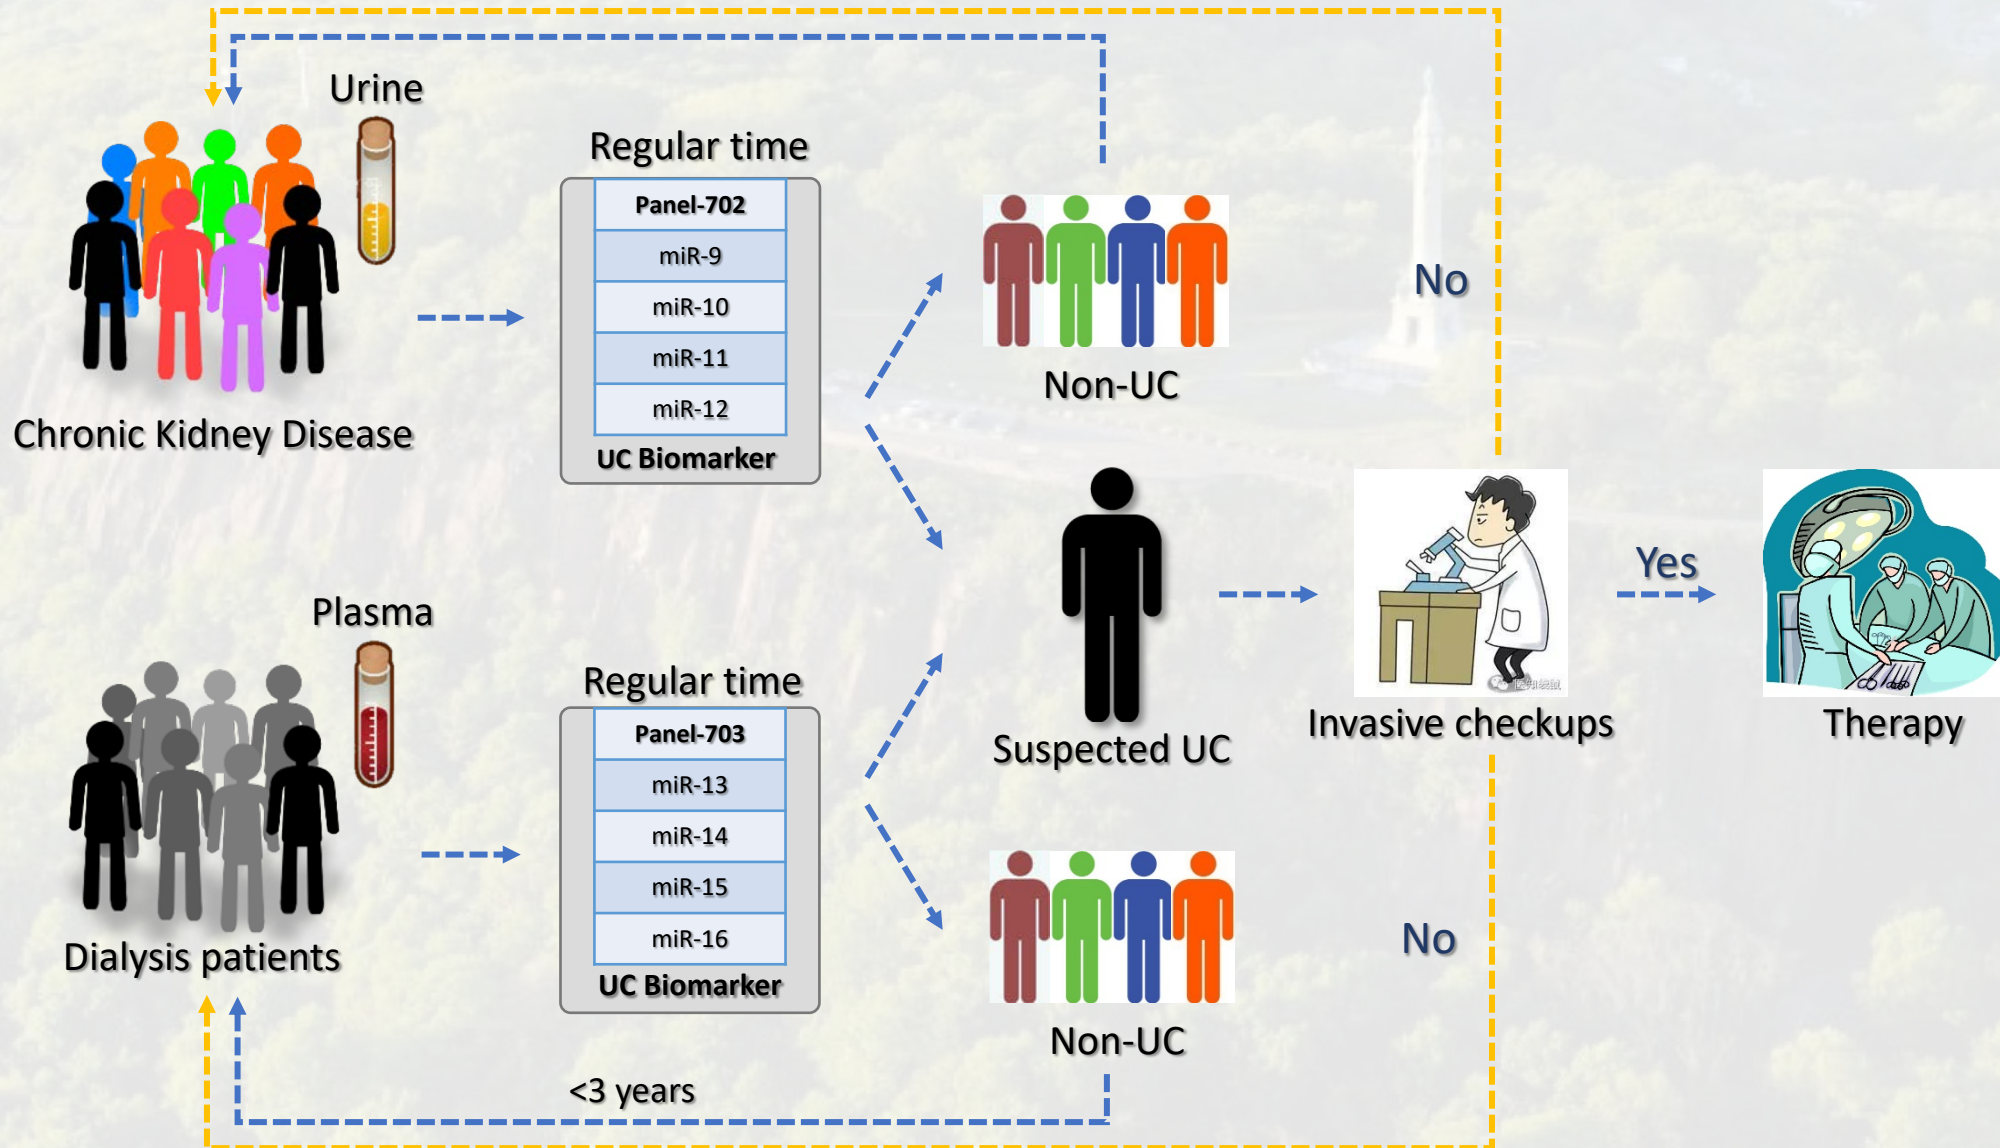 Urine
Regular time
Panel-702
miR-9
miR-10
miR-11
miR-12
UC Biomarker
Chronic Kidney Disease
Non-UC
No
Plasma
Regular time
Panel-703
miR-13
miR-14
miR-15
miR-16
UC Biomarker
Dialysis patients
Suspected UC
Invasive checkups
Yes
Therapy
No
Non-UC
<3 years